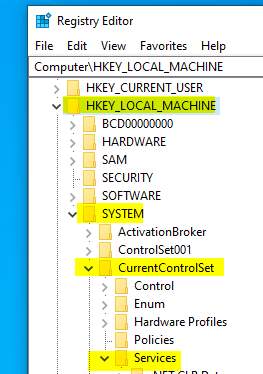 Registry Editor
File Edit View Favorites Help
Computer\HKEY_LOCAL_MACHINE
HKEY_CURRENT_USER
HKEY_LOCAL_MACHINE
BCD00000000
HARDWARE
SAM
SECURITY
SOFTWARE
SYSTEM
ActivationBroker
ControlSet001
CurrentControlSet
Control
Enum
Hardware Profiles
Policies
Services